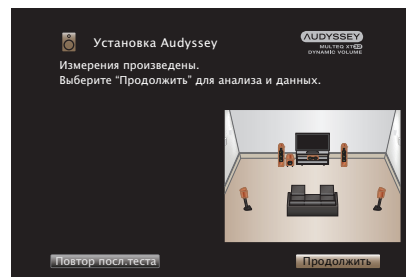 Установка Audyssey
AUDYSSEY
MULTEQ XT32
DYNAMIC VOLUME
Измерения произведены.
Выберите “Продолжить” для анализа и данных.
Повтор посл.теста
Продолжить